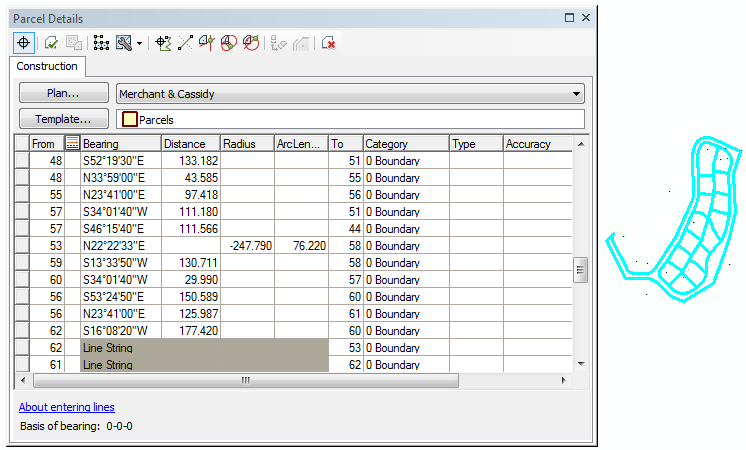 Parcel Details
Construction
Plan... Merchant & Cassidy
Template... Parcels
From Bearing Distance Radius ArcLen... To Category Type Accuracy
48 S52°19'30"E 133.182 51 0 Boundary
48 N33°59'00"E 43.585 55 0 Boundary
55 N23°41'00"E 97.418 56 0 Boundary
57 S34°01'40"W 111.180 51 0 Boundary
57 S46°15'40"E 111.566 44 0 Boundary
53 N22°22'33"E -247.790 76.220 58 0 Boundary
59 S13°33'50"W 130.711 58 0 Boundary
60 S34°01'40"W 29.990 57 0 Boundary
56 S53°24'50"E 150.589 60 0 Boundary
56 N23°41'00"E 125.987 61 0 Boundary
62 S16°08'20"W 177.420 60 0 Boundary
62 Line String 53 0 Boundary
61 Line String 62 0 Boundary
About entering lines
Basis of bearing: 0-0-0